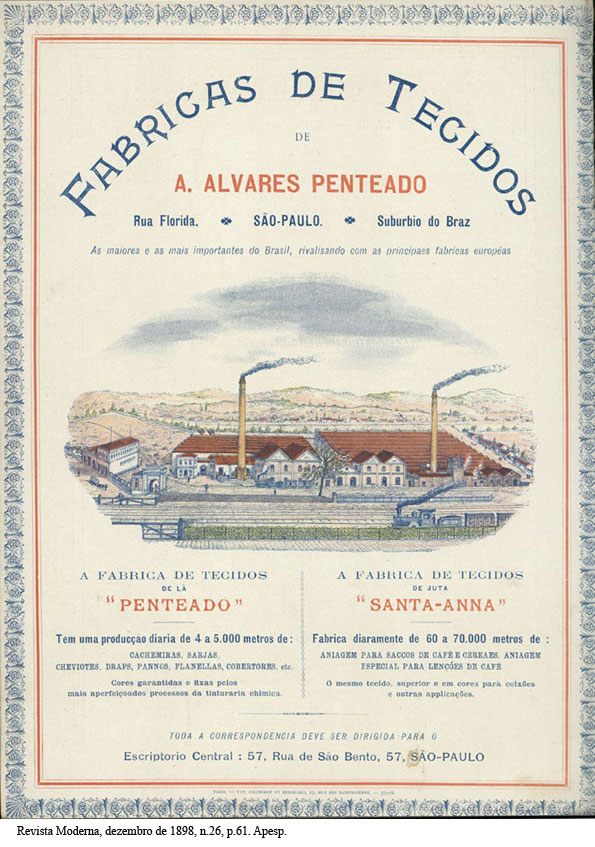 FABRICAS DE TECIDOS
DE
A. ALVARES PENTEADO
Rua Florida. SÃO-PAULO. Suburbio do Braz
As maiores e as mais importantes do Brasil, rivalisando com as principaes fabricas européas
A FABRICA DE TECIDOS
DE LÃ
"PENTEADO"
Tem uma producção diaria de 4 a 5.000 metros de :
CACHEMIRAS, SARJAS,
CHEVIOTES, DRAPS, PANNOS, FLANELLAS, COBERTORES, etc.
Cores garantidas e fixas pelos
mais aperfeiçoados processos da tinturaria chimica.
A FABRICA DE TECIDOS
DE JUTA
"SANTA-ANNA"
Fabrica diaramente de 60 a 70.000 metros de :
ANIAGEM PARA SACCOS DE CAFÉ E CEREAES, ANIAGEM
ESPECIAL PARA LENÇÓES DE CAFÉ
O mesmo tecido, superior e em cores para colxões
e outras applicações.
TODA A CORRESPONDENCIA DEVE SER DIRIGIDA PARA O
Escriptorio Central : 57, Rua de São Bento, 57, SÃO-PAULO
PARIS.
Revista Moderna, dezembro de 1898, n.26, p.61. Apesp.